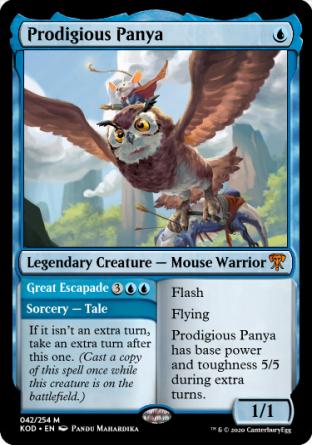 Prodigious Panya
Legendary Creature — Mouse Warrior
Great Escapade 3
Sorcery — Tale
If it isn't an extra turn,
take an extra turn after
this one. (Cast a copy
of this spell once while
this creature is on the
battlefield.)
Flash
Flying
Prodigious Panya
has base power
and toughness 5/5
during extra
turns.
1/1
042/254 M
KOD • EN Pandu Mahardika
™ & © 2020 CanterburyEgg